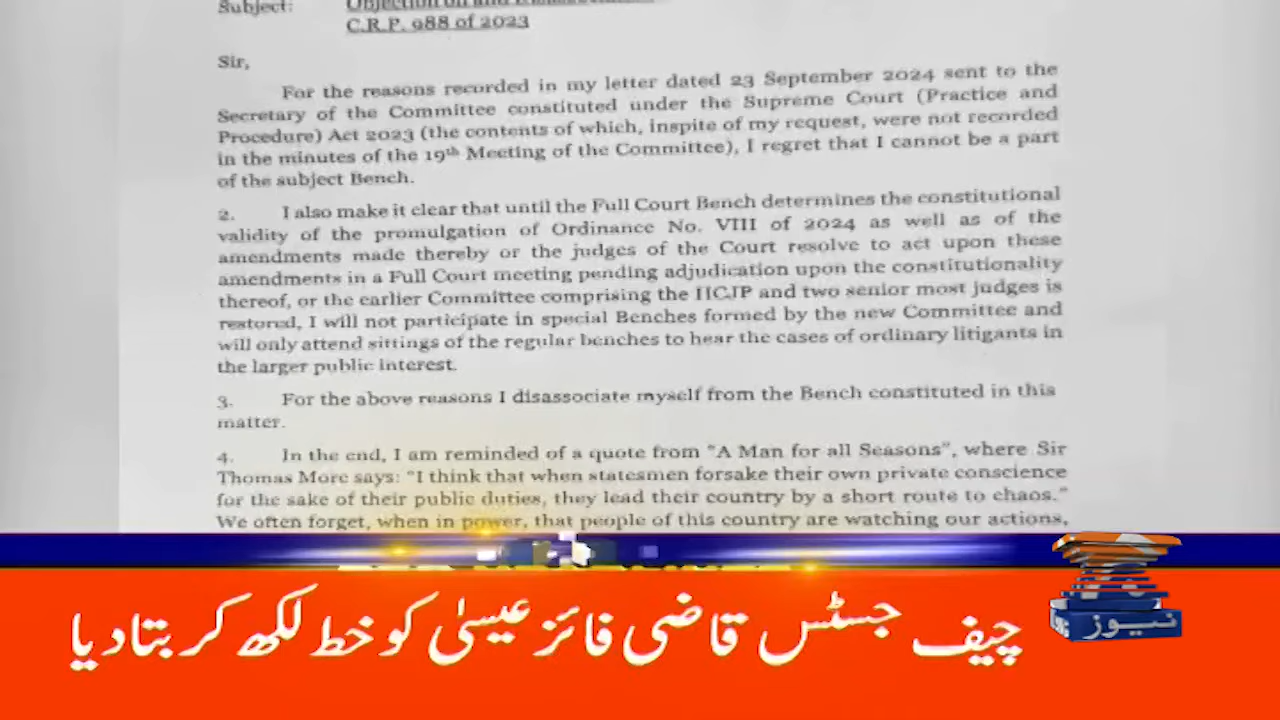 Subject: Objection on
C.R.P. 988 of 2023
Sir,
For the reasons recorded in my letter dated 23 September 2024 sent to the
Secretary of the Committee constituted under the Supreme Court (Practice and
Procedure) Act 2023 (the contents of which, inspite of my request, were not recorded
in the minutes of the 19th Meeting of the Committee), I regret that I cannot be a part
of the subject Bench.
2. I also make it clear that until the Full Court Bench determines the constitutional
validity of the promulgation of Ordinance No. VIII of 2024 as well as of the
amendments made thereby or the judges of the Court resolve to act upon these
amendments in a Full Court meeting pending adjudication upon the constitutionality
thereof, or the earlier Committee comprising the HCJP and two senior most judges is
restored, I will not participate in special Benches formed by the new Committee and
will only attend sittings of the regular benches to hear the cases of ordinary litigants in
the larger public interest.
3. For the above reasons I disassociate myself from the Bench constituted in this
matter.
4. In the end, I am reminded of a quote from "A Man for all Seasons", where Sir
Thomas More says: "I think that when statesmen forsake their own private conscience
for the sake of their public duties, they lead their country by a short route to chaos."
We often forget, when in power, that people of this country are watching our actions,
نیوز
چیف جسٹس قاضی فائز عیسیٰ کو خط لکھ کر بتادیا